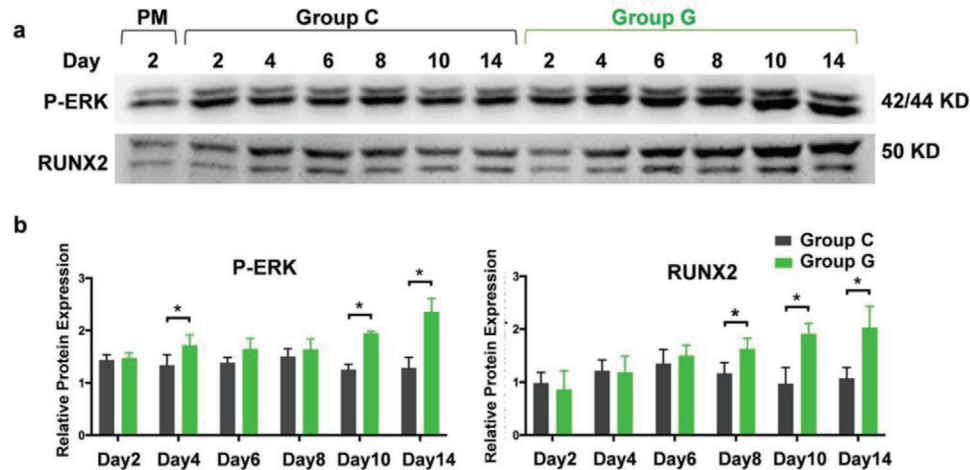 a
PM Group C Group G
Day 2 2 4 6 8 10 14 2 4 6 8 10 14
P-ERK 42/44 KD
RUNX2 50 KD
b
P-ERK
Relative Protein Expression
3
2
1
0
* * *
Day2 Day4 Day6 Day8 Day10 Day14
RUNX2
Group C
Group G
Relative Protein Expression
3
2
1
0
* * *
Day2 Day4 Day6 Day8 Day10 Day14